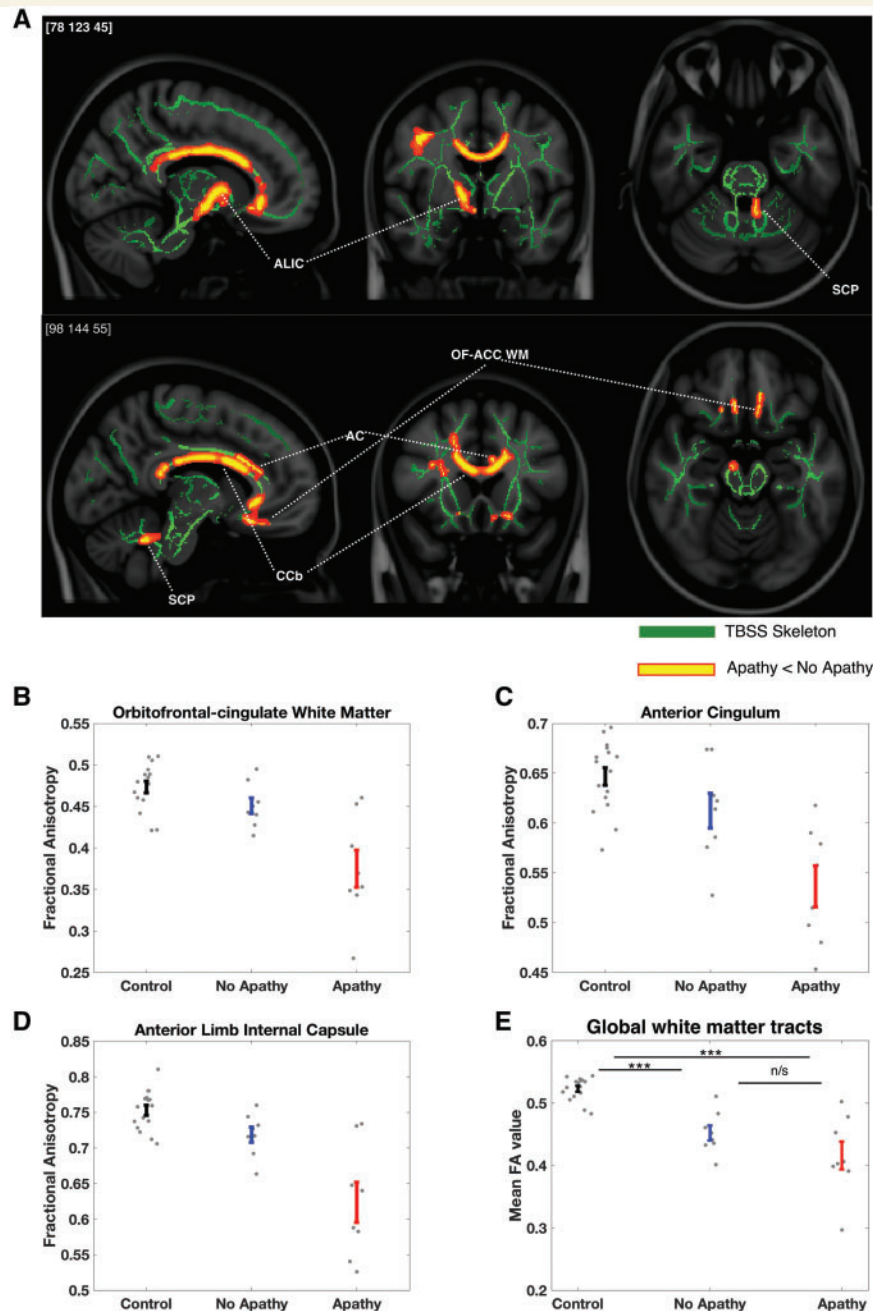 A
[78 123 45]
ALIC
SCP
[98 144 55]
OF-ACC WM
AC
SCP
CCb
TBSS Skeleton
Apathy < No Apathy
B
Orbitofrontal-cingulate White Matter
Fractional Anisotropy
0.55
0.5
0.45
0.4
0.35
0.3
0.25
Control No Apathy Apathy
C
Anterior Cingulum
Fractional Anisotropy
0.7
0.65
0.6
0.55
0.5
0.45
Control No Apathy Apathy
D
Anterior Limb Internal Capsule
Fractional Anisotropy
0.85
0.8
0.75
0.7
0.65
0.6
0.55
0.5
Control No Apathy Apathy
E
Global white matter tracts
Mean FA value
0.6
0.5
0.4
0.3
0.2
***
***
n/s
Control No Apathy Apathy